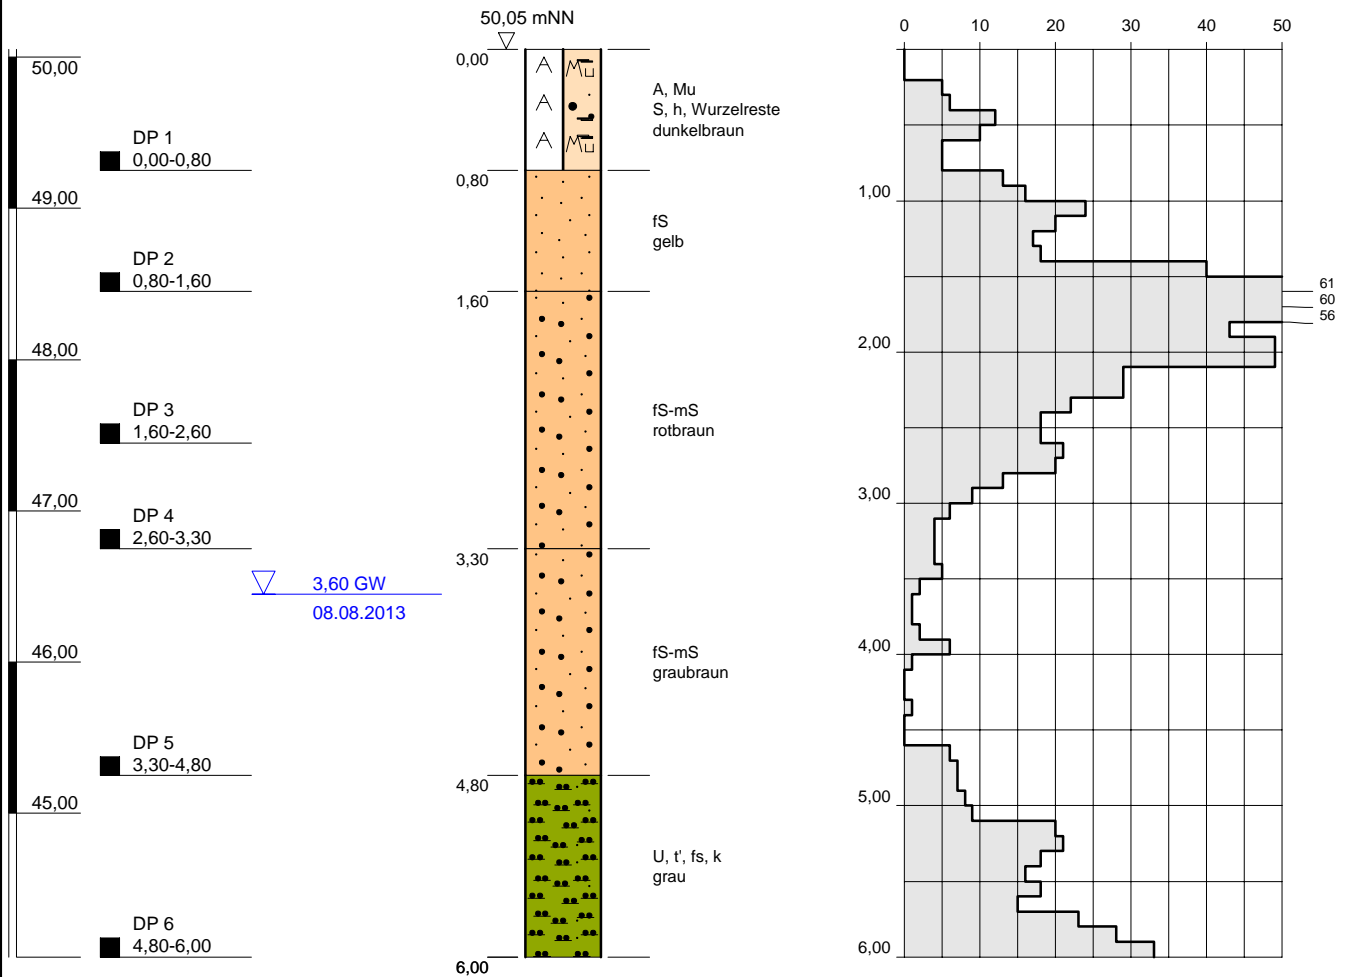 50,05 mNN
50,00
49,00
48,00
47,00
46,00
45,00
DP 1
0,00-0,80
DP 2
0,80-1,60
DP 3
1,60-2,60
DP 4
2,60-3,30
3,60 GW
08.08.2013
DP 5
3,30-4,80
DP 6
4,80-6,00
0,00
0,80
1,60
3,30
4,80
6,00
A Mu
A
A Mu
A, Mu
S, h, Wurzelreste
dunkelbraun
fS
gelb
fS-mS
rotbraun
fS-mS
graubraun
U, t', fs, k
grau
0 10 20 30 40 50
1,00
2,00
3,00
4,00
5,00
6,00
61
60
56